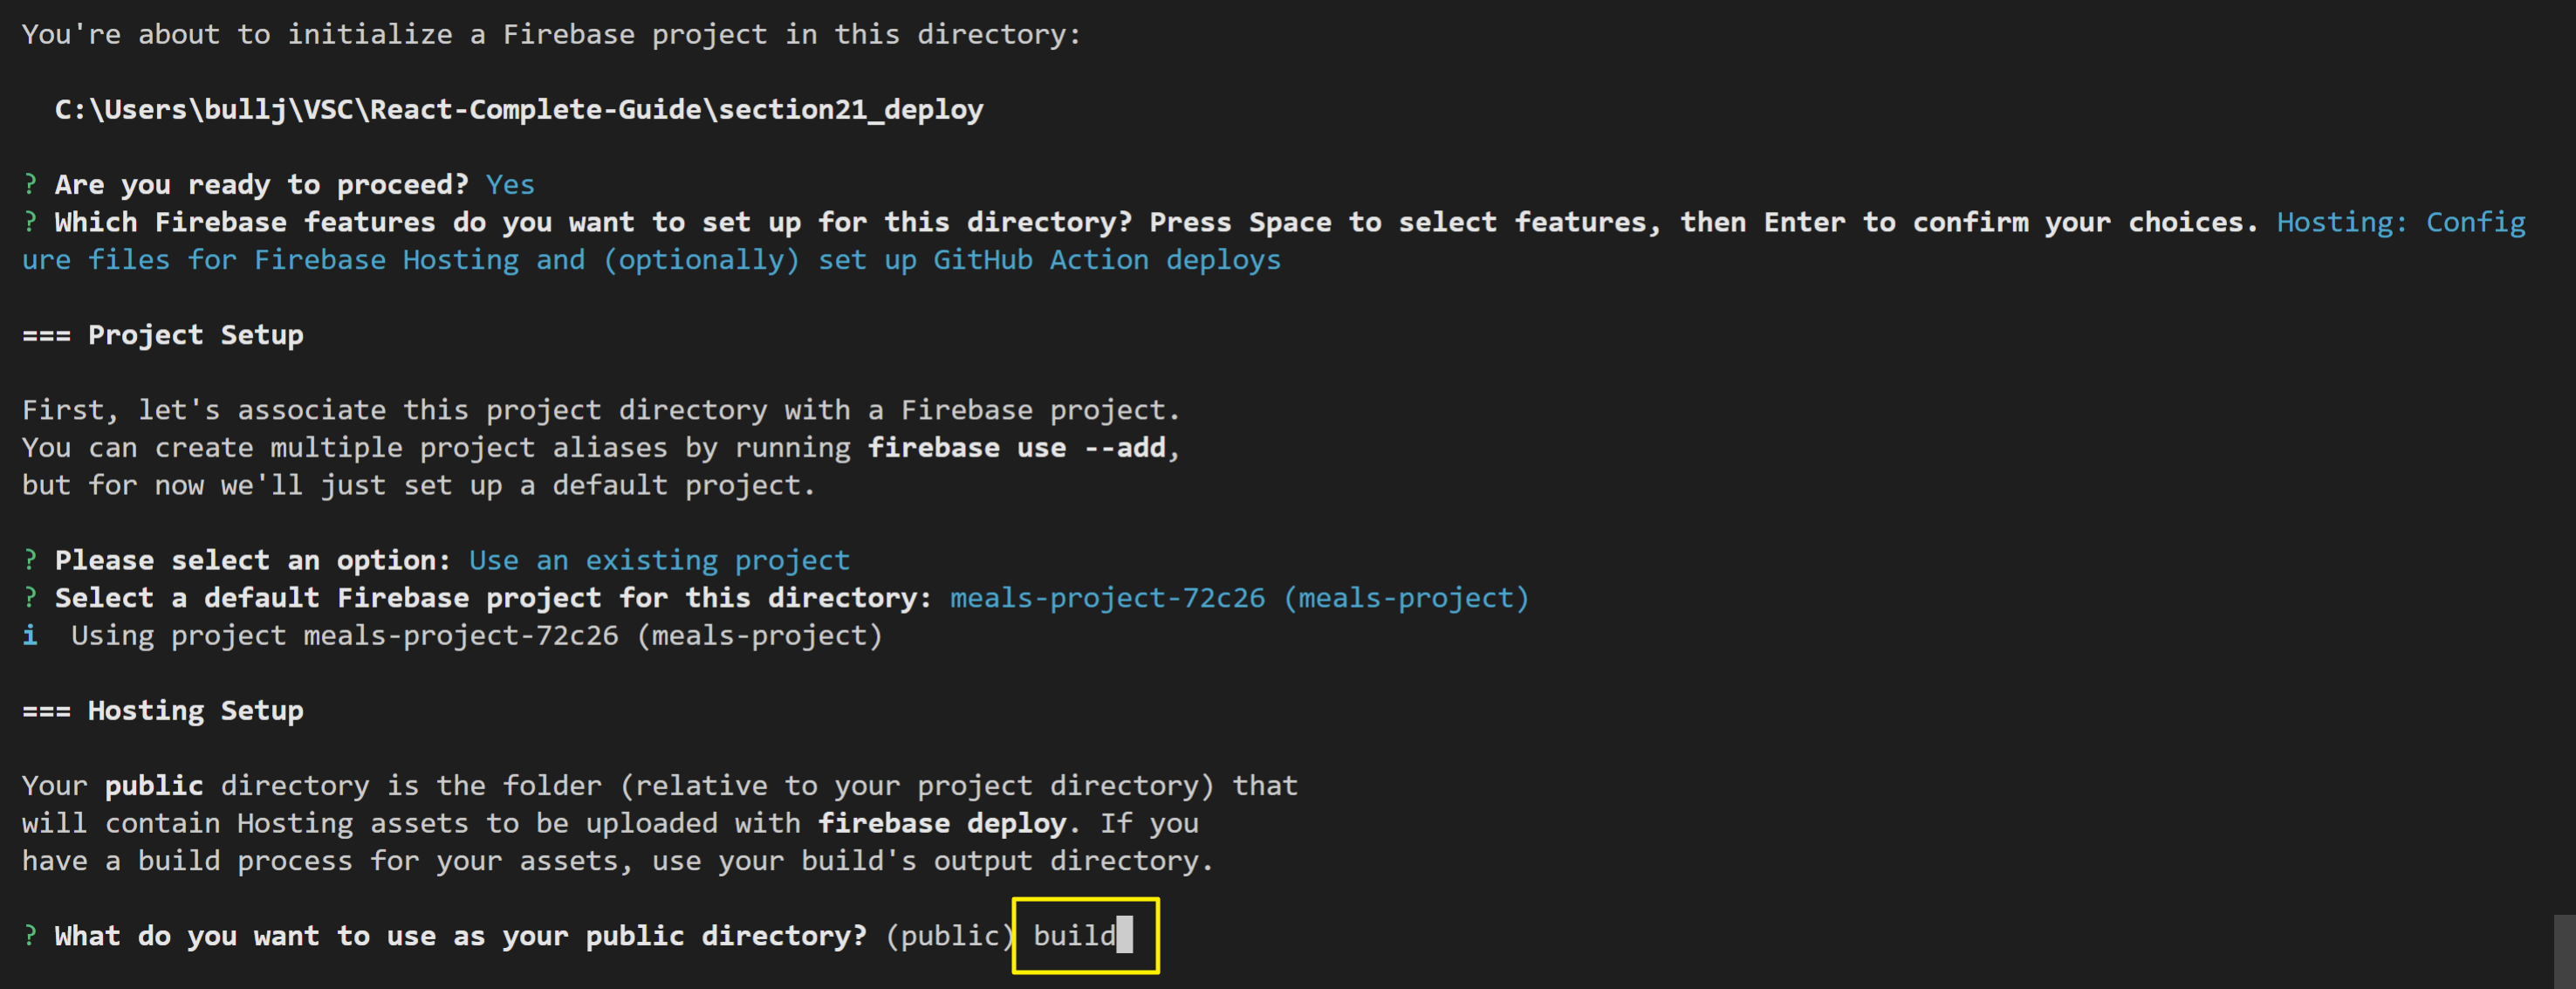 You're about to initialize a Firebase project in this directory:
C:\Users\bullj\VSC\React-Complete-Guide\section21_deploy
? Are you ready to proceed? Yes
? Which Firebase features do you want to set up for this directory? Press Space to select features, then Enter to confirm your choices. Hosting: Config
ure files for Firebase Hosting and (optionally) set up GitHub Action deploys
=== Project Setup
First, let's associate this project directory with a Firebase project.
You can create multiple project aliases by running firebase use --add,
but for now we'll just set up a default project.
? Please select an option: Use an existing project
? Select a default Firebase project for this directory: meals-project-72c26 (meals-project)
i  Using project meals-project-72c26 (meals-project)
=== Hosting Setup
Your public directory is the folder (relative to your project directory) that
will contain Hosting assets to be uploaded with firebase deploy. If you
have a build process for your assets, use your build's output directory.
? What do you want to use as your public directory? (public) build